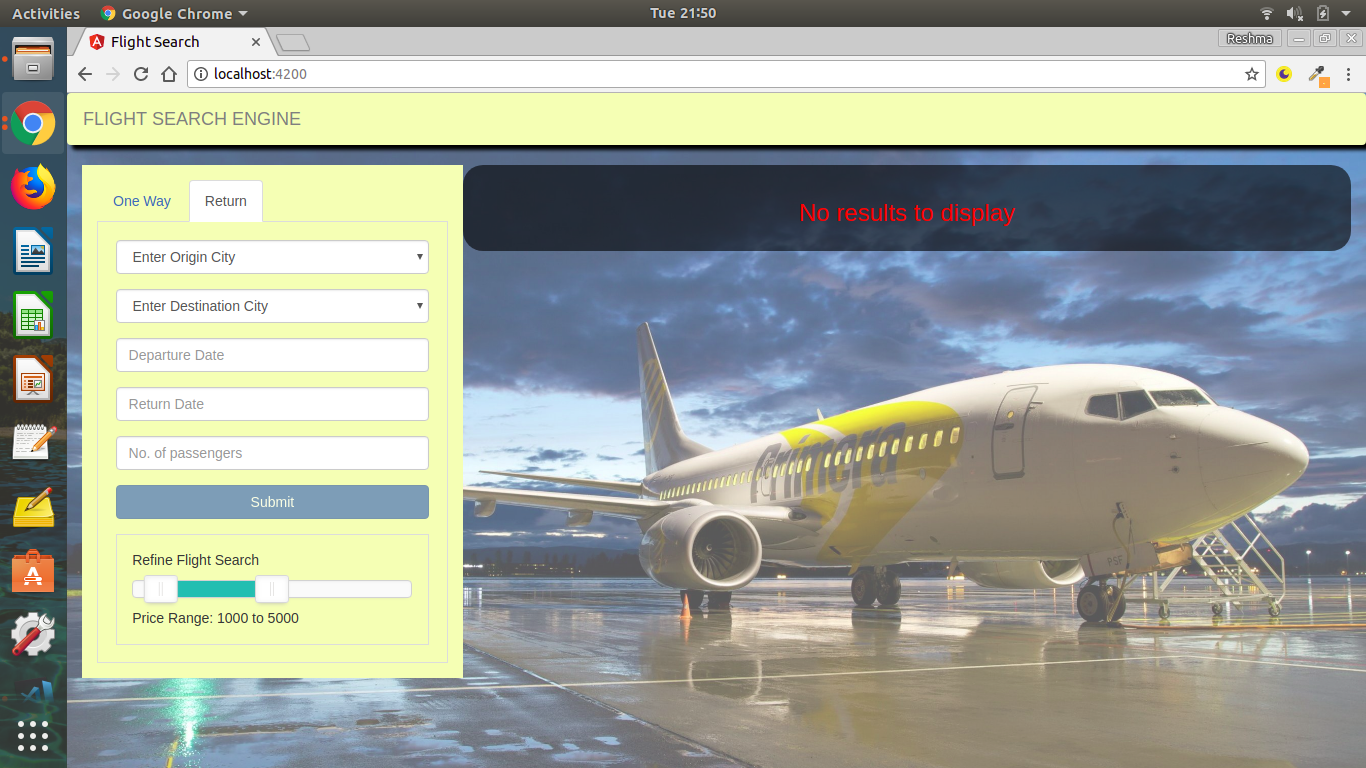 Activities Google Chrome Tue 21:50
Flight Search Reshma
localhost:4200
FLIGHT SEARCH ENGINE
One Way Return
No results to display
Enter Origin City
Enter Destination City
Departure Date
Return Date
No. of passengers
Submit
Refine Flight Search
Price Range: 1000 to 5000
primera